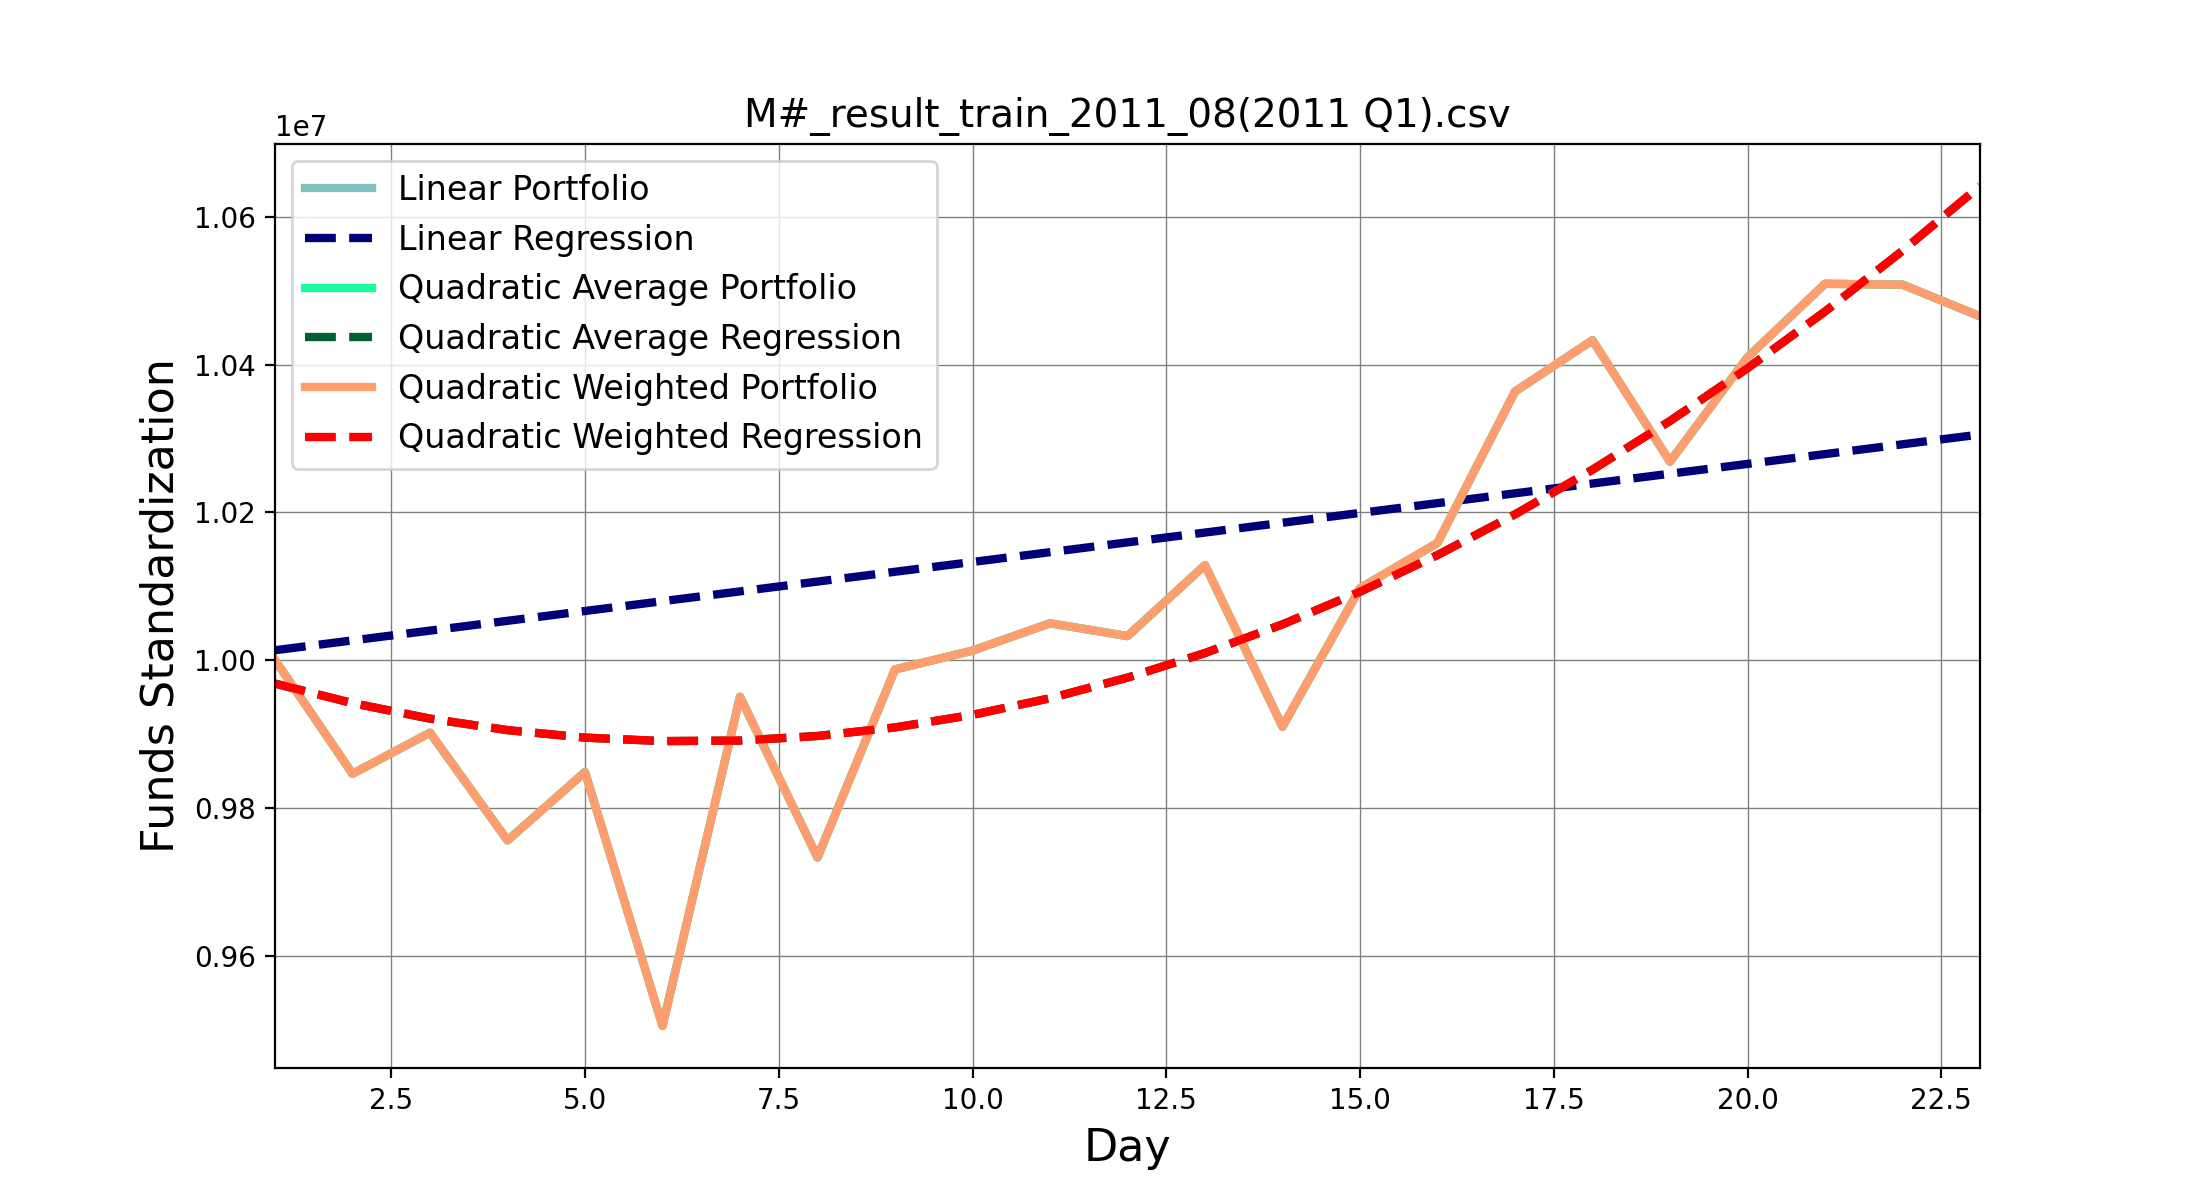 M#_result_train_2011_08(2011 Q1).csv
1e7
Linear Portfolio
Linear Regression
Quadratic Average Portfolio
Quadratic Average Regression
Quadratic Weighted Portfolio
Quadratic Weighted Regression
1.06
1.04
1.02
1.00
0.98
0.96
Funds Standardization
2.5 5.0 7.5 10.0 12.5 15.0 17.5 20.0 22.5
Day